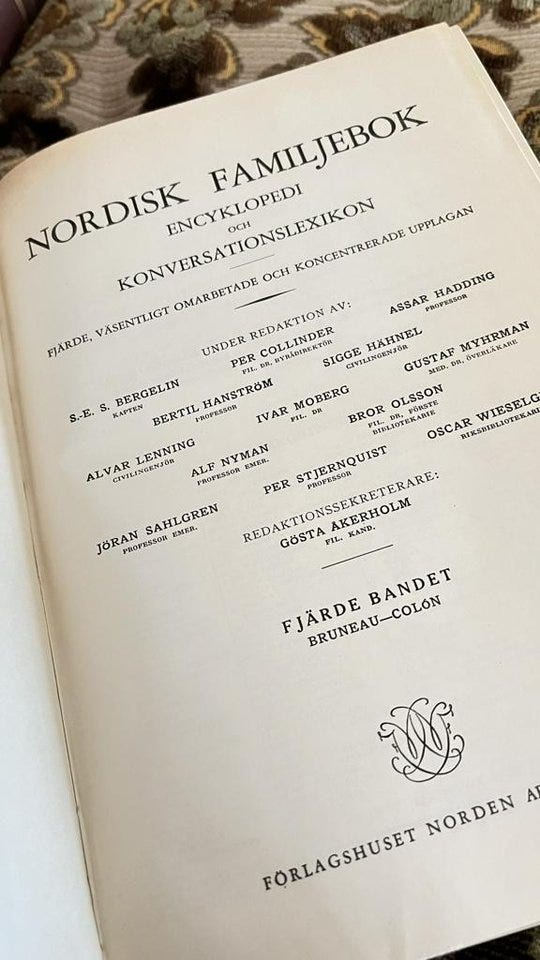 NORDISK FAMILJEBOK
ENCYKLOPEDI
OCH
KONVERSATIONSLEXIKON
FJÄRDE, VÄSENTLIGT OMARBETADE OCH KONCENTRERADE UPPLAGAN
UNDER REDAKTION AV:
S.-E. S. BERGELIN PER COLLINDER ASSAR HADDING
KAPTEN FIL. DR, BYRÅDIREKTÖR PROFESSOR
BERTIL HANSTRÖM SIGGE HÄHNEL
PROFESSOR CIVILINGENJÖR
ALVAR LENNING IVAR MOBERG GUSTAF MYHRMAN
CIVILINGENJÖR FIL. DR MED. DR, ÖVERLÄKARE
ALF NYMAN BROR OLSSON
PROFESSOR EMER. FIL. DR, FÖRSTE
BIBLIOTEKARIE
JÖRAN SAHLGREN PER STJERNQUIST OSCAR WIESELG
PROFESSOR EMER. PROFESSOR RIKSBIBLIOTEKARI
REDAKTIONSSEKRETERARE:
GÖSTA ÅKERHOLM
FIL. KAND.
FJÄRDE BANDET
BRUNEAU—COLÓN
FÖRLAGSHUSET NORDEN